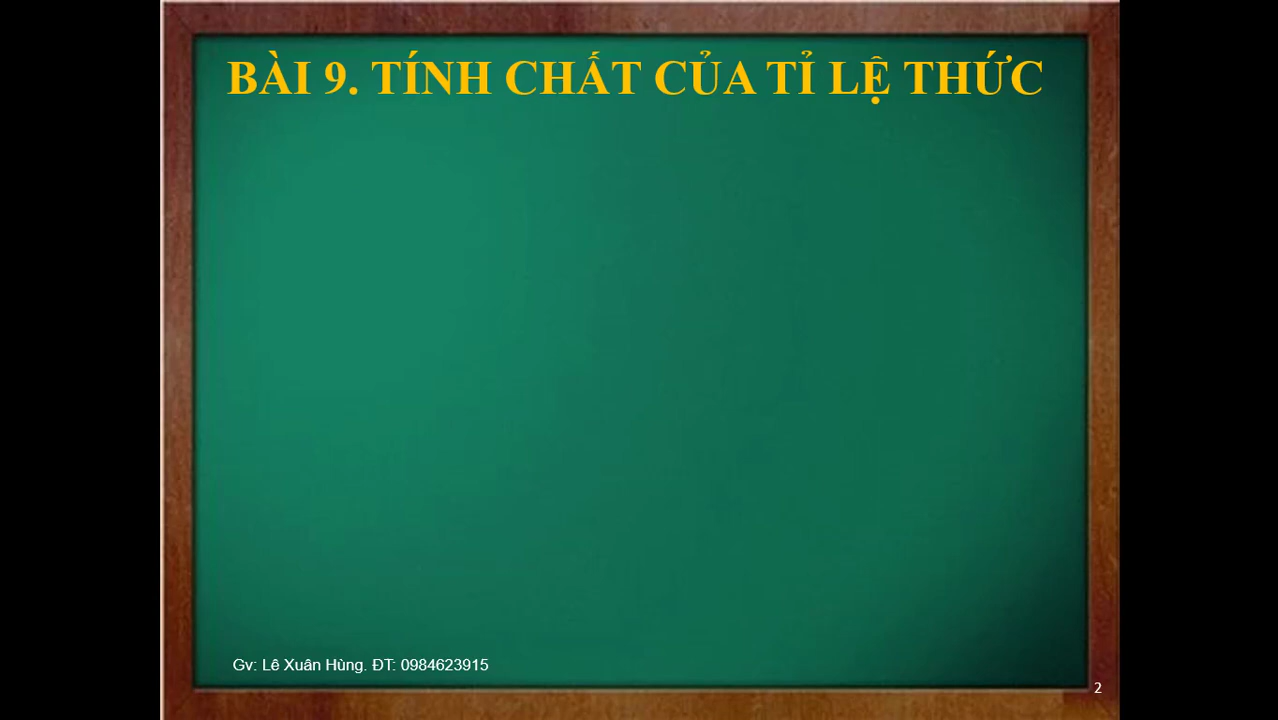 BÀI 9. TÍNH CHẤT CỦA TỈ LỆ THỨC
Gv: Lê Xuân Hùng. ĐT: 0984623915
2